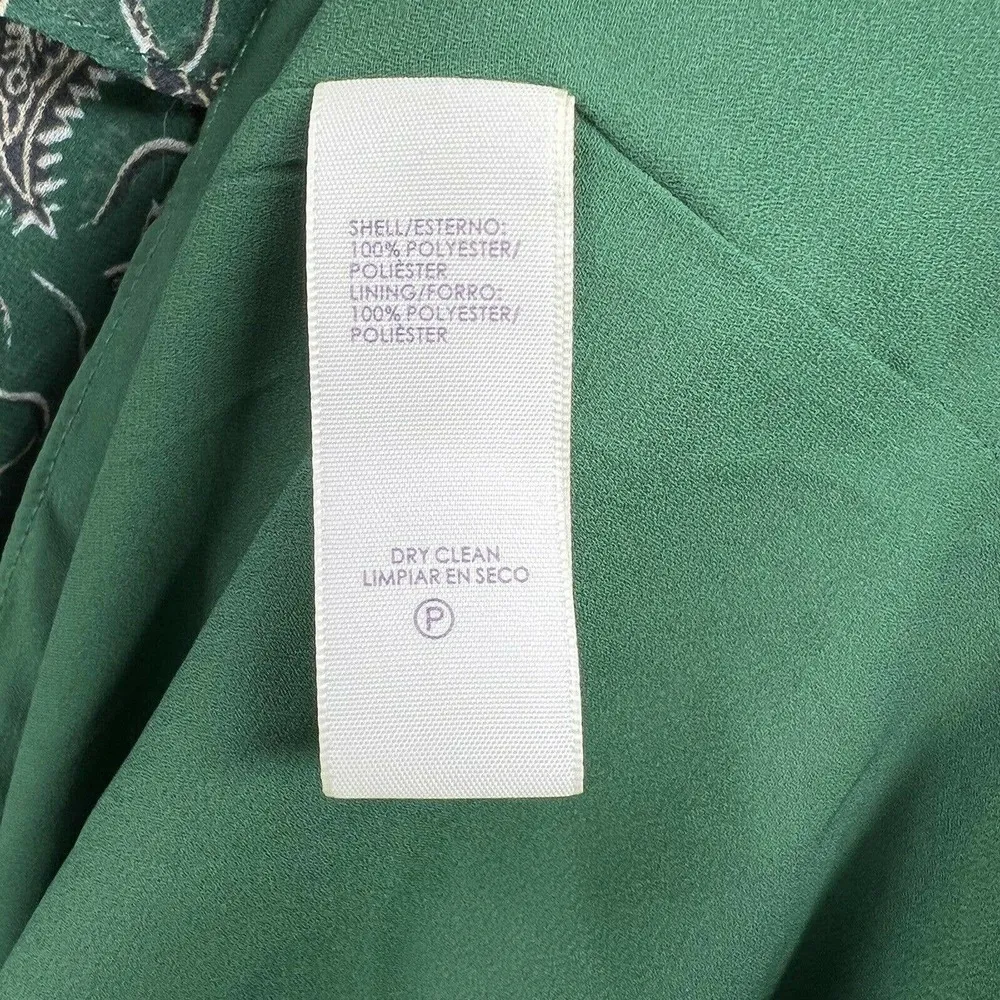 SHELL/ESTERNO:
100% POLYESTER/
POLIÈSTER
LINING/FORRO:
100% POLYESTER/
POLIÈSTER
DRY CLEAN
LIMPIAR EN SECO
P